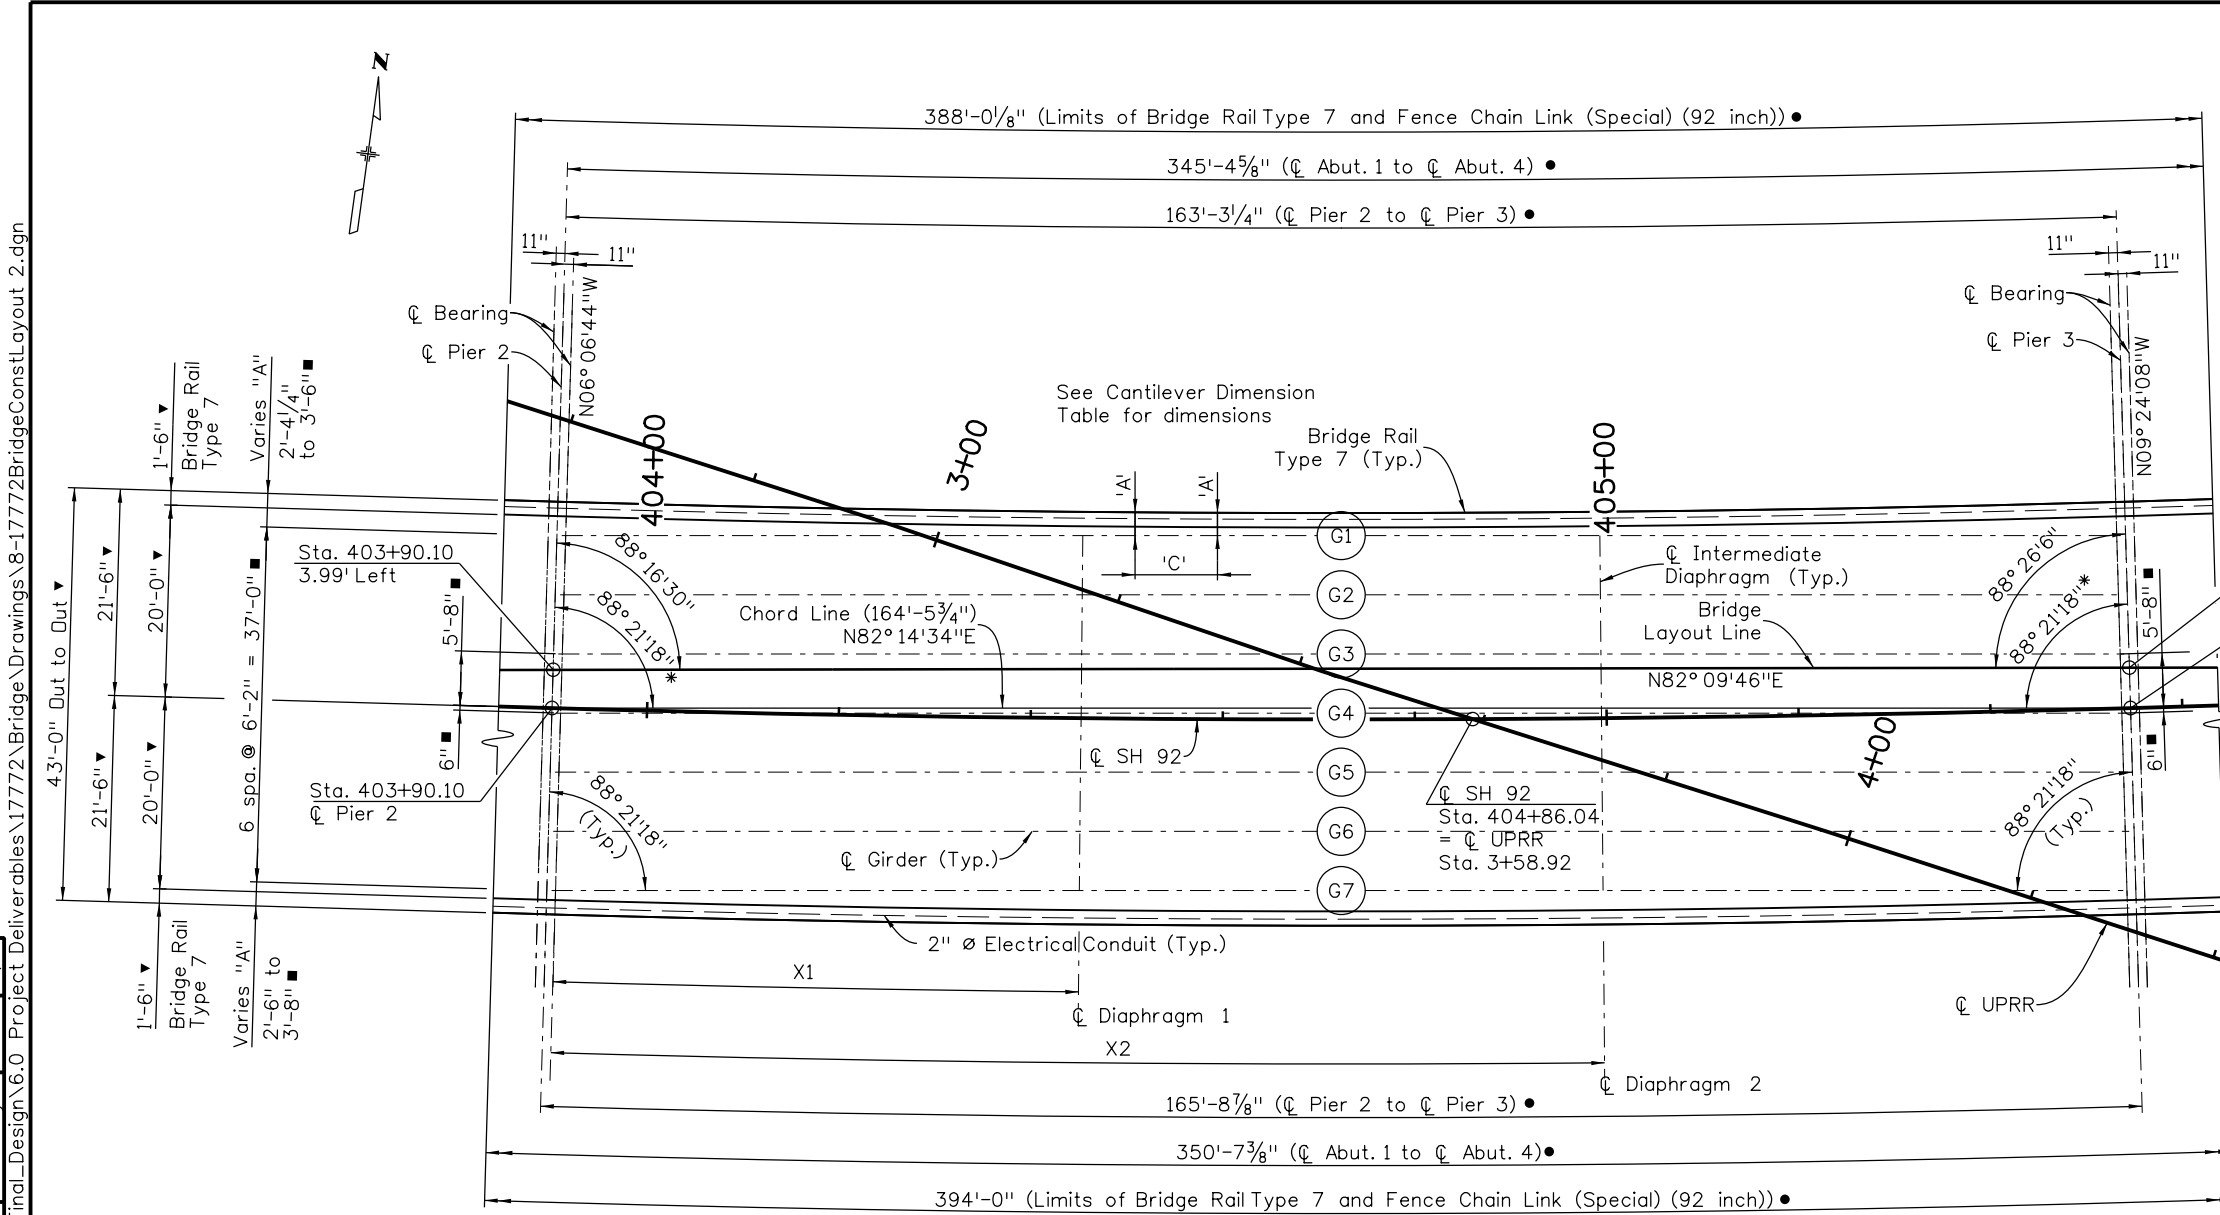 N
388'-0⅛" (Limits of Bridge Rail Type 7 and Fence Chain Link (Special) (92 inch)) ●
345'-4⅝" (℄ Abut. 1 to ℄ Abut. 4) ●
163'-3¼" (℄ Pier 2 to ℄ Pier 3) ●
11"
11"
11"
11"
℄ Bearing
℄ Pier 2
N06°06'44"W
℄ Bearing
℄ Pier 3
N09°24'08"W
1'-6" ▼
Bridge Rail
Type 7
Varies "A"
2'-4¼"
to 3'-6" ■
404+00
3+00
See Cantilever Dimension
Table for dimensions
Bridge Rail
Type 7 (Typ.)
'A'
'A'
'C'
405+00
G1
G2
G3
G4
G5
G6
G7
Sta. 403+90.10
3.99' Left
88°16'30"
88°21'18" *
5'-8" ■
Chord Line (164'-5¾")
N82°14'34"E
℄ Intermediate
Diaphragm (Typ.)
Bridge
Layout Line
N82°09'46"E
88°26'6"
88°21'18" *
5'-8" ■
43'-0" Out to Out ▼
21'-6" ▼
21'-6" ▼
20'-0" ▼
20'-0" ▼
6 spa. @ 6'-2" = 37'-0" ■
6" ■
6" ■
℄ SH 92
Sta. 403+90.10
℄ Pier 2
88°21'18"
(Typ.)
℄ SH 92
Sta. 404+86.04
= ℄ UPRR
Sta. 3+58.92
4+00
88°21'18"
(Typ.)
℄ Girder (Typ.)
2" ⌀ Electrical Conduit (Typ.)
1'-6" ▼
Bridge Rail
Type 7
Varies "A"
2'-6" to
3'-8" ■
X1
℄ Diaphragm 1
X2
℄ Diaphragm 2
℄ UPRR
165'-8⅞" (℄ Pier 2 to ℄ Pier 3) ●
350'-7⅜" (℄ Abut. 1 to ℄ Abut. 4) ●
394'-0" (Limits of Bridge Rail Type 7 and Fence Chain Link (Special) (92 inch)) ●
inal_Design\6.0 Project Deliverables\17772\Bridge\Drawings\8-17772BridgeConstLayout 2.dgn